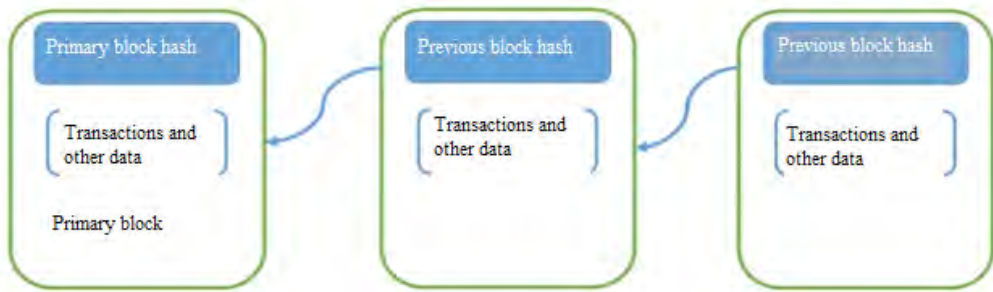 Primary block hash
Transactions and
other data
Primary block
Previous block hash
Transactions and
other data
Previous block hash
Transactions and
other data